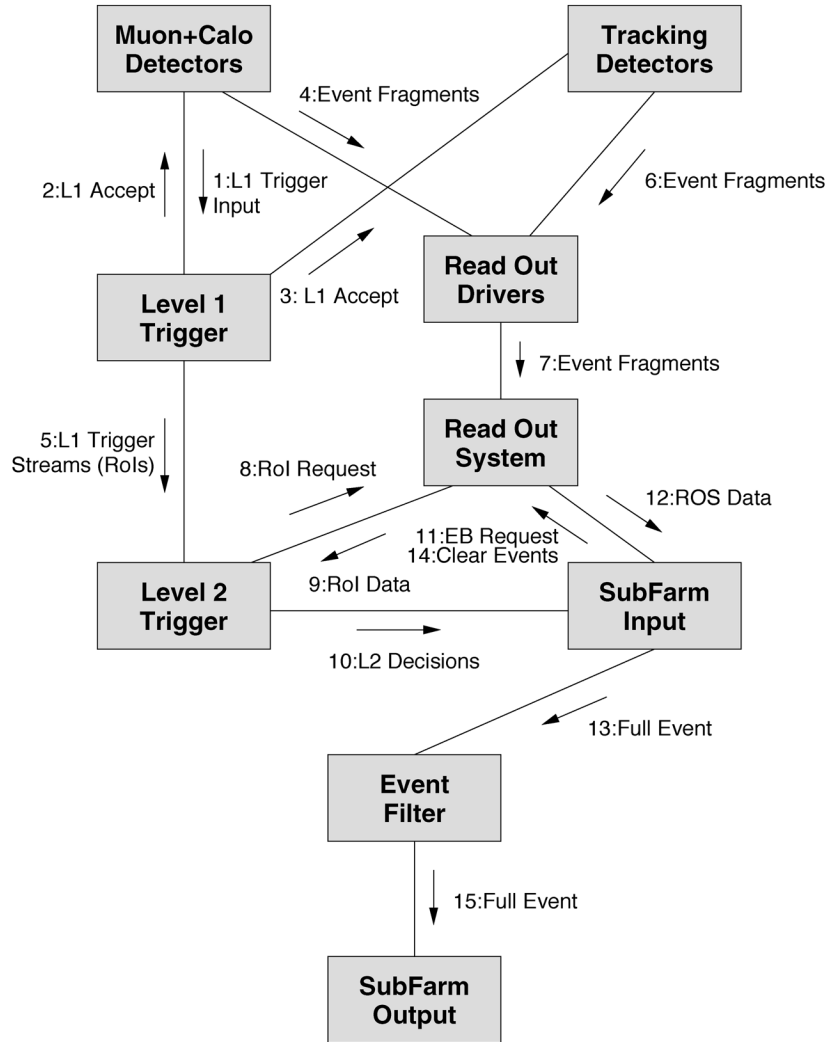 Muon+Calo
Detectors
Tracking
Detectors
4:Event Fragments
2:L1 Accept
1:L1 Trigger
Input
6:Event Fragments
3: L1 Accept
Read Out
Drivers
Level 1
Trigger
7:Event Fragments
5:L1 Trigger
Streams (RoIs)
Read Out
System
8:RoI Request
12:ROS Data
11:EB Request
14:Clear Events
9:RoI Data
Level 2
Trigger
SubFarm
Input
10:L2 Decisions
13:Full Event
Event
Filter
15:Full Event
SubFarm
Output